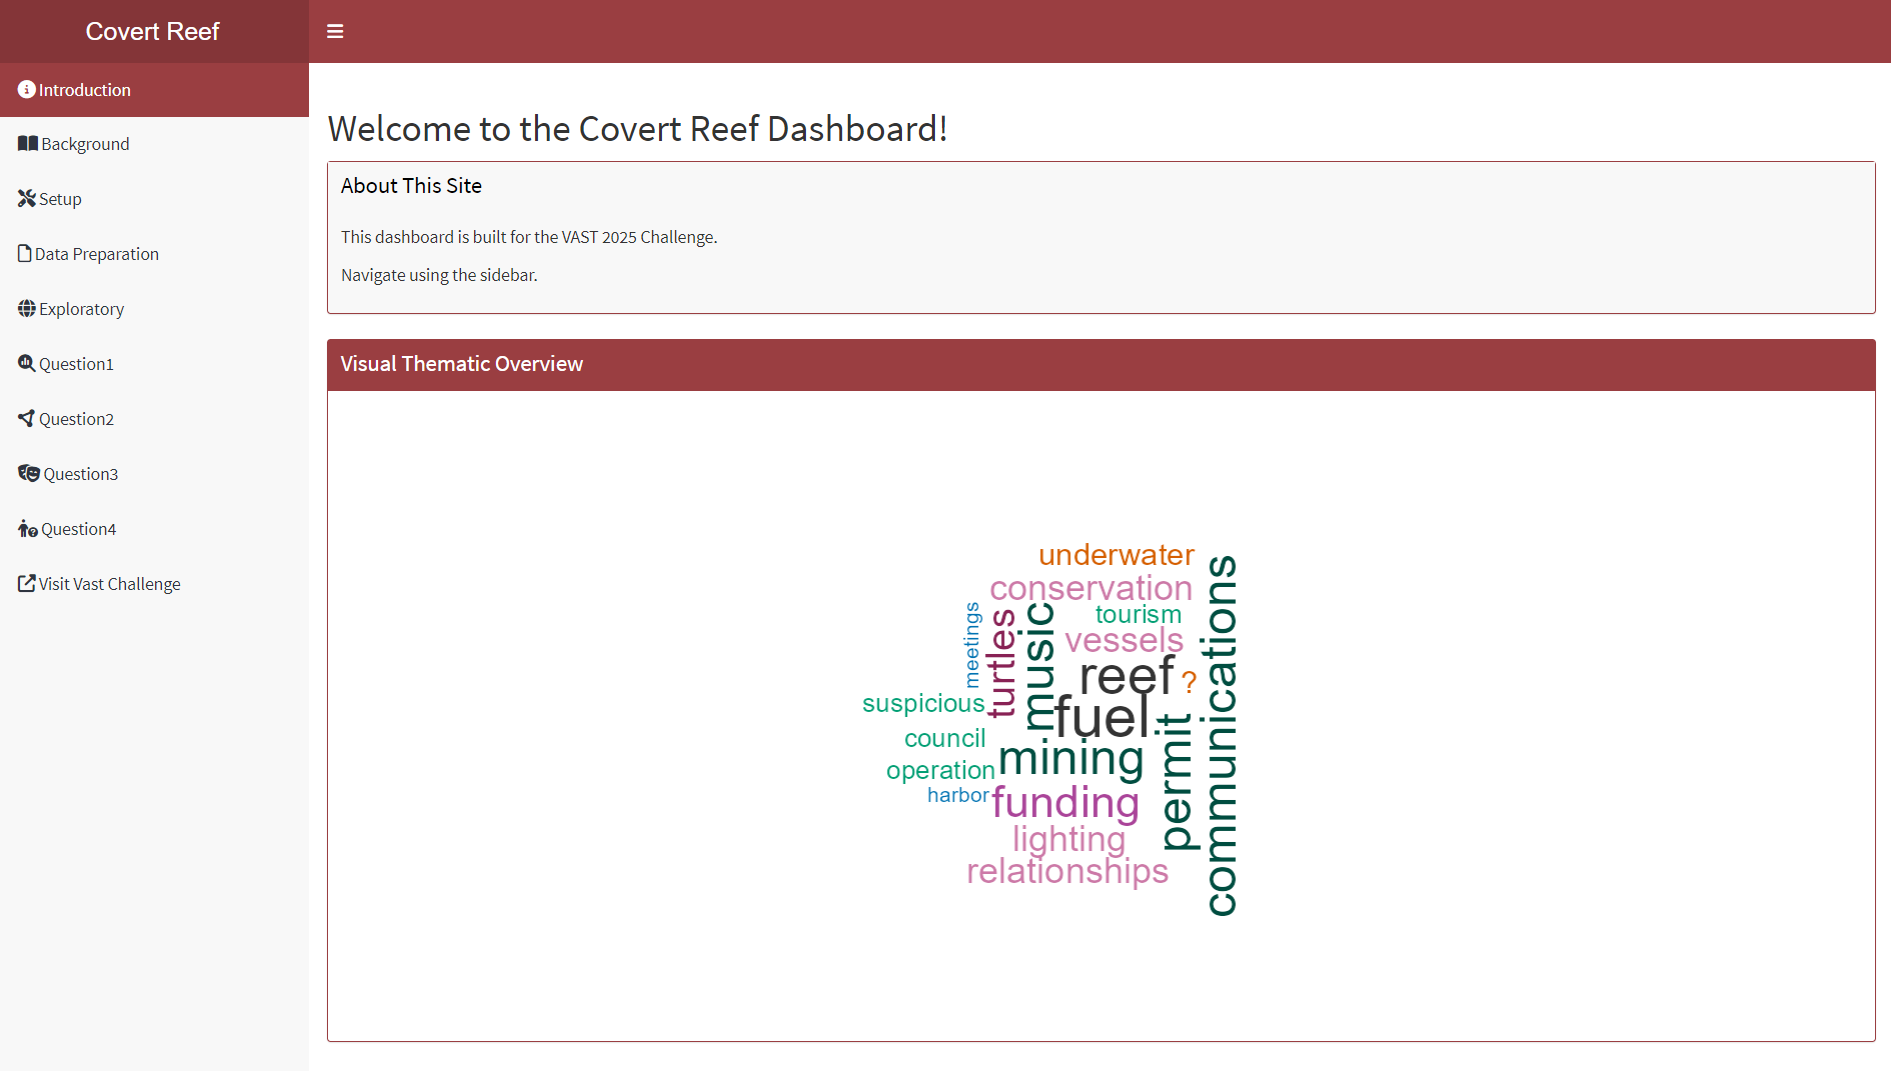 Covert Reef
Introduction
Background
Setup
Data Preparation
Exploratory
Question1
Question2
Question3
Question4
Visit Vast Challenge
Welcome to the Covert Reef Dashboard!
About This Site
This dashboard is built for the VAST 2025 Challenge.
Navigate using the sidebar.
Visual Thematic Overview
underwater
conservation
communications
meetings
turtles
music
tourism
vessels
reef
?
suspicious
fuel
permit
council
mining
operation
harbor
funding
lighting
relationships